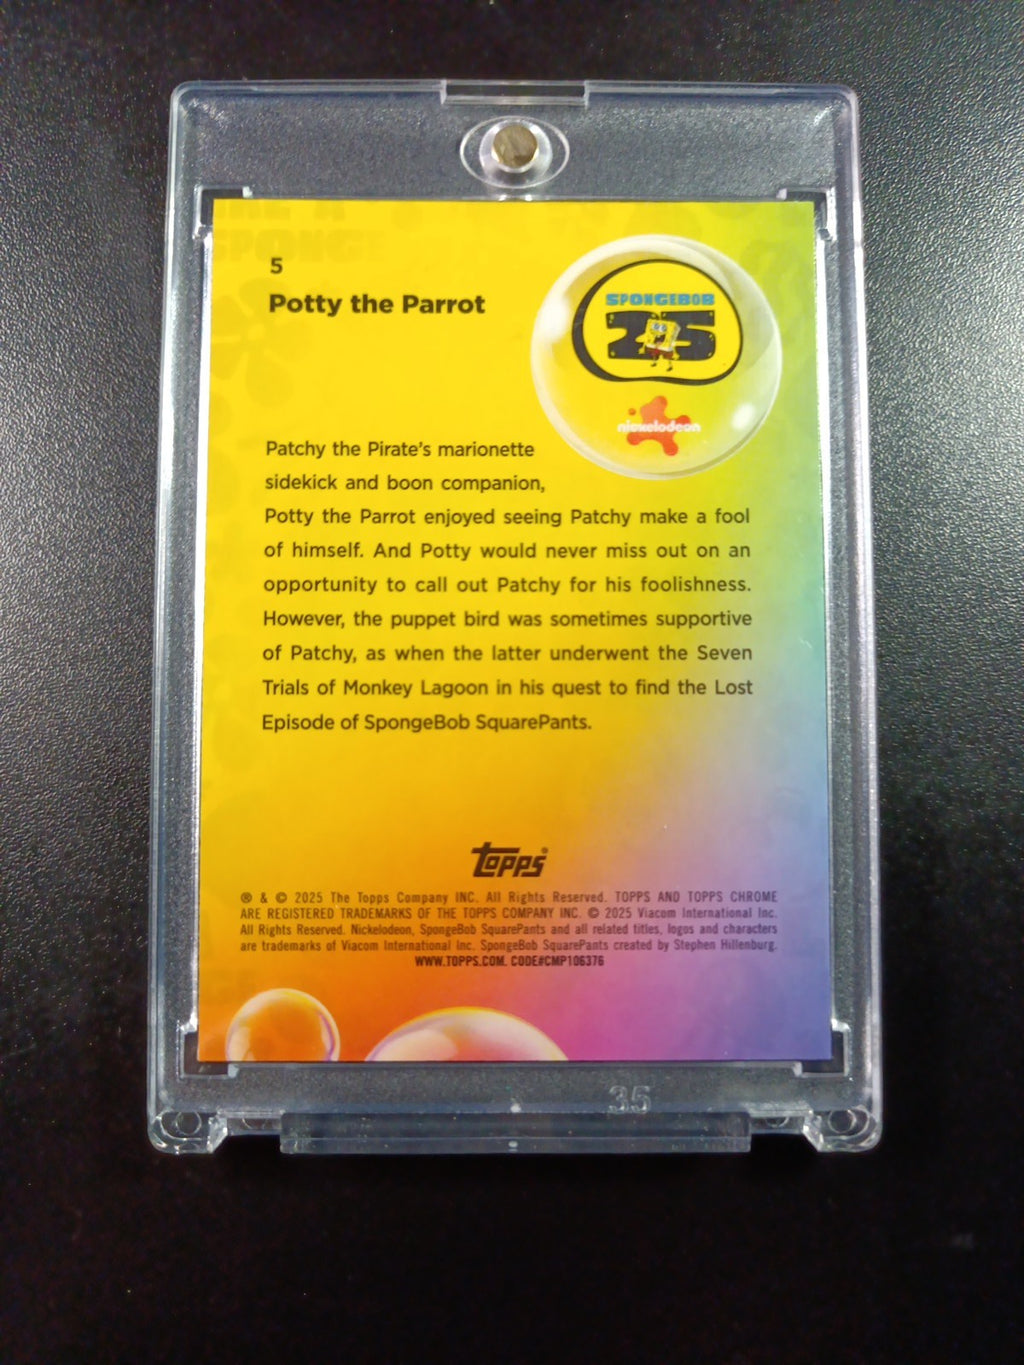 5
Potty the Parrot
SPONGEBOB
25
nickelodeon
Patchy the Pirate's marionette
sidekick and boon companion,
Potty the Parrot enjoyed seeing Patchy make a fool
of himself. And Potty would never miss out on an
opportunity to call out Patchy for his foolishness.
However, the puppet bird was sometimes supportive
of Patchy, as when the latter underwent the Seven
Trials of Monkey Lagoon in his quest to find the Lost
Episode of SpongeBob SquarePants.
Topps®
® & © 2025 The Topps Company INC. All Rights Reserved. TOPPS AND TOPPS CHROME
ARE REGISTERED TRADEMARKS OF THE TOPPS COMPANY INC. © 2025 Viacom International Inc.
All Rights Reserved. Nickelodeon, SpongeBob SquarePants and all related titles, logos and characters
are trademarks of Viacom International Inc. SpongeBob SquarePants created by Stephen Hillenburg.
WWW.TOPPS.COM. CODE#CMP106376
35